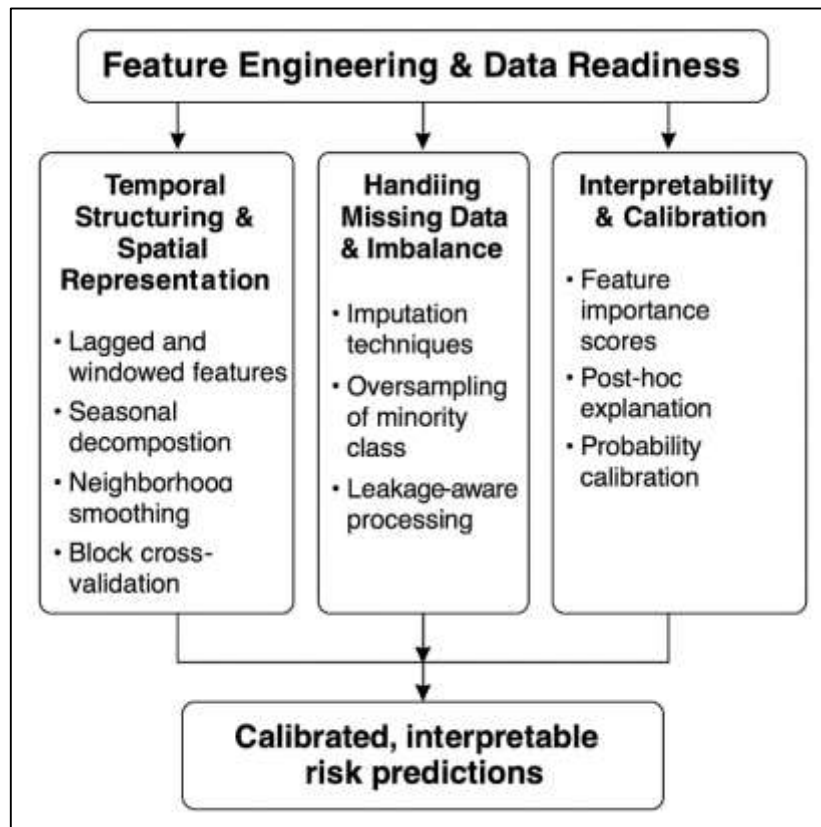 Feature Engineering & Data Readiness
Temporal
Structuring &
Spatial
Representation
• Lagged and
windowed features
• Seasonal
decompostion
• Neighborhooɑ
smoothing
• Block cross-
validation
Handiing
Missing Data
& Imbalance
• Imputation
techniques
• Oversampling
of minority
class
• Leakage-aware
processing
Interpretability
& Calibration
• Feature
importance
scores
• Post-hoc
explanation
• Probability
calibration
Calibrated, interpretable
risk predictions